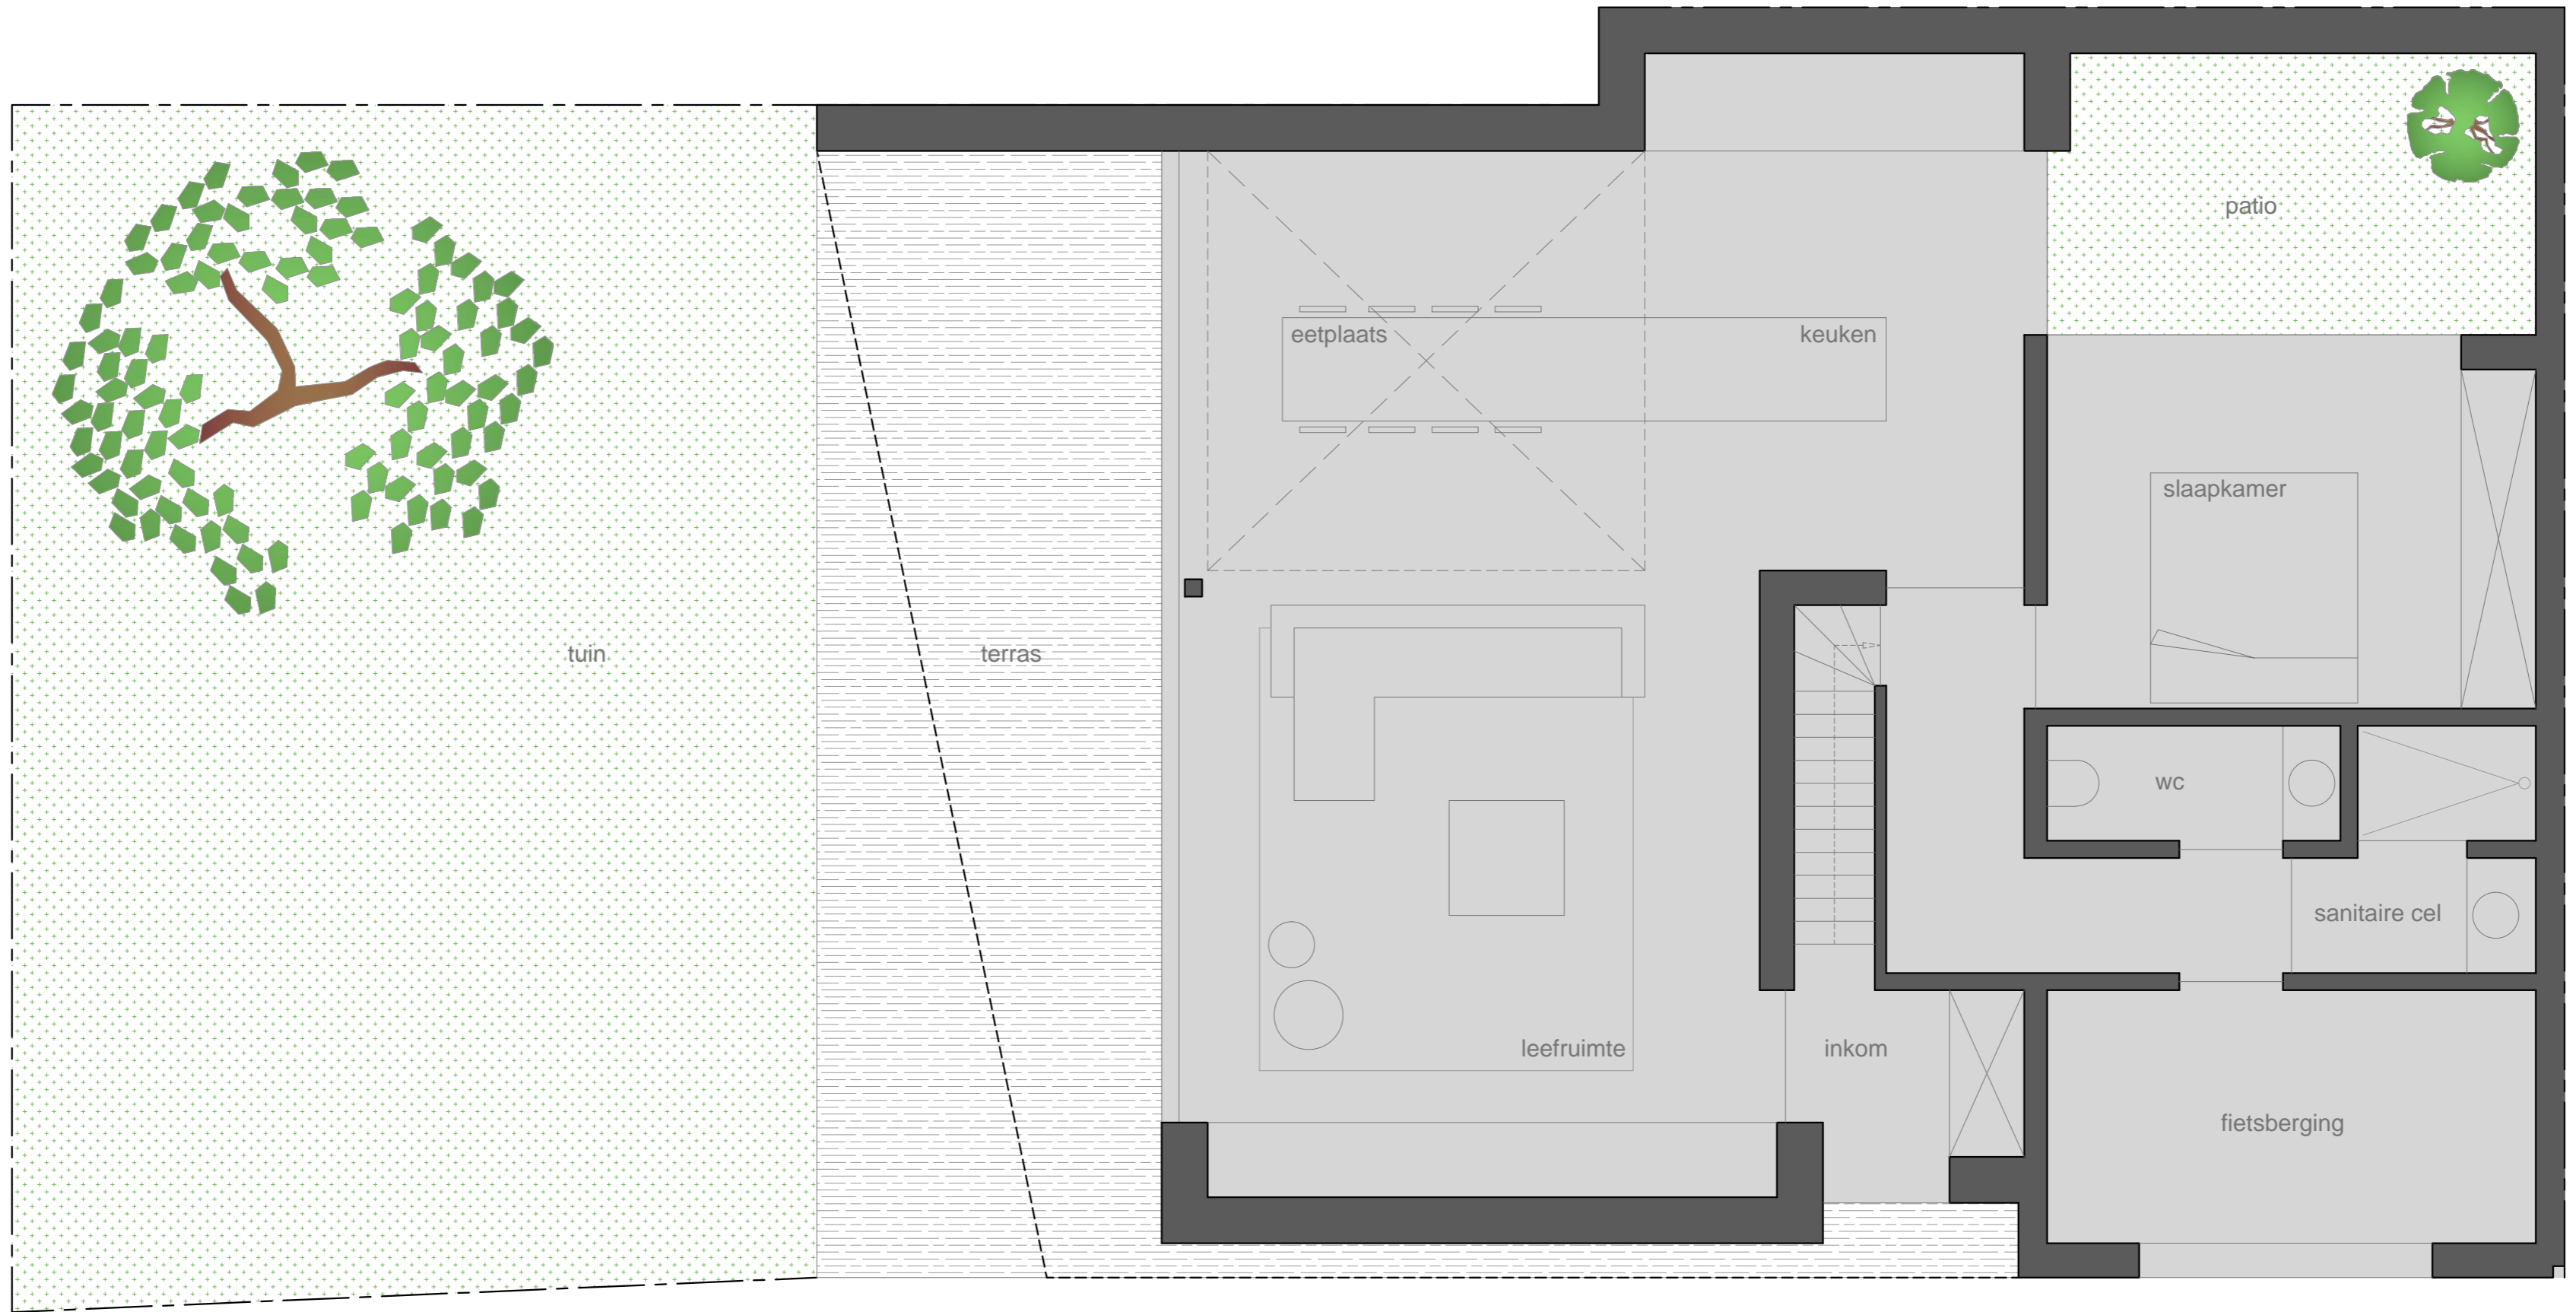 patio
eetplaats
keuken
slaapkamer
tuin
terras
wc
sanitaire cel
leefruimte
inkom
fietsberging